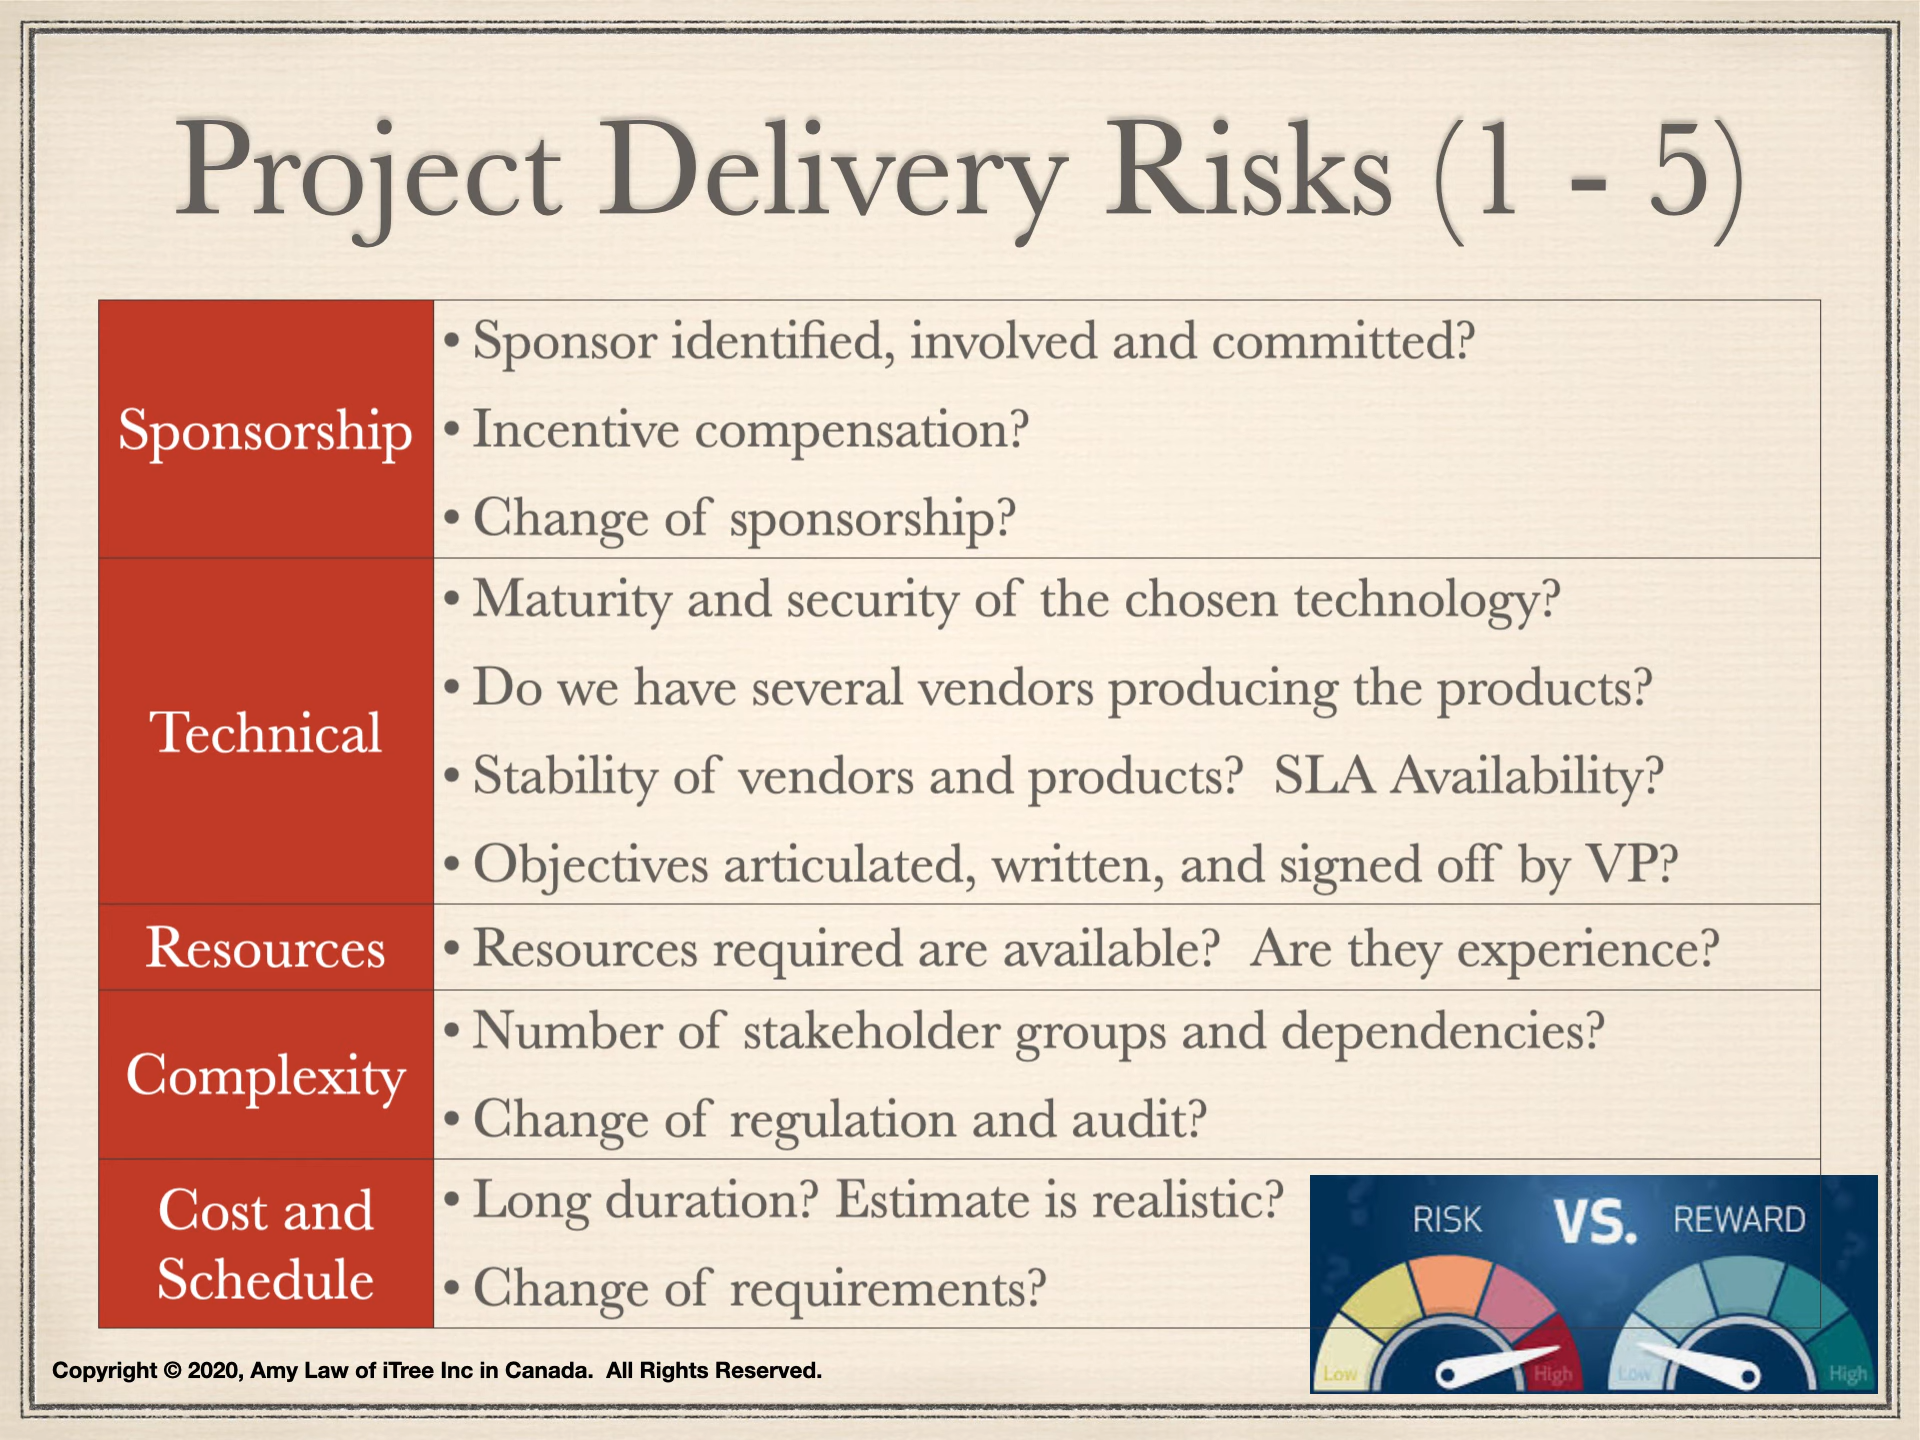 Project Delivery Risks (1 - 5)
Sponsorship
• Sponsor identified, involved and committed?
• Incentive compensation?
• Change of sponsorship?
Technical
• Maturity and security of the chosen technology?
• Do we have several vendors producing the products?
• Stability of vendors and products? SLA Availability?
• Objectives articulated, written, and signed off by VP?
Resources
• Resources required are available? Are they experience?
Complexity
• Number of stakeholder groups and dependencies?
• Change of regulation and audit?
Cost and
Schedule
• Long duration? Estimate is realistic?
• Change of requirements?
RISK VS. REWARD
Low High Low High
Copyright © 2020, Amy Law of iTree Inc in Canada. All Rights Reserved.